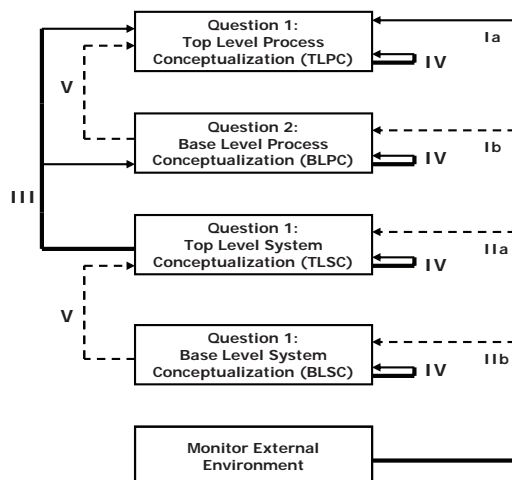 Question 1:
Top Level Process
Conceptualization (TLPC)
Ia
IV
V
Question 2:
Base Level Process
Conceptualization (BLPC)
Ib
IV
III
Question 1:
Top Level System
Conceptualization (TLSC)
IIa
IV
V
Question 1:
Base Level System
Conceptualization (BLSC)
IIb
IV
Monitor External
Environment